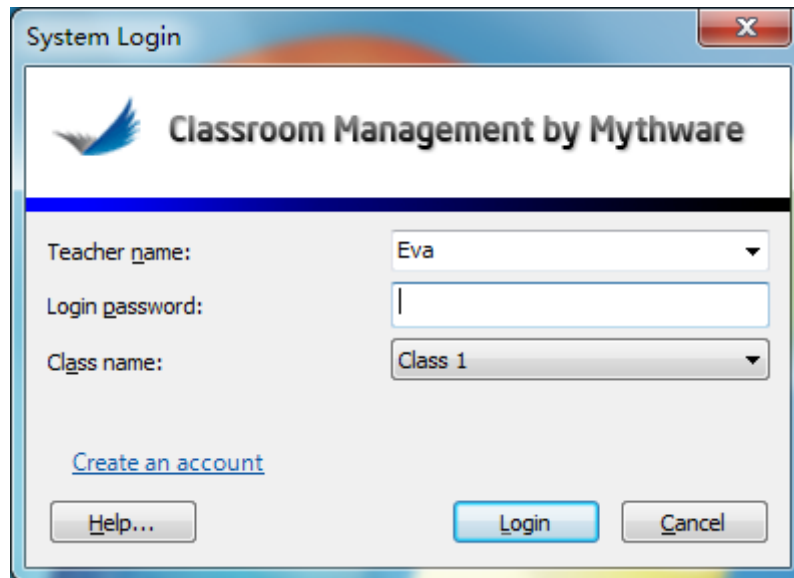 System Login
Classroom Management by Mythware
Teacher name: Eva
Login password:
Class name: Class 1
Create an account
Help... Login Cancel